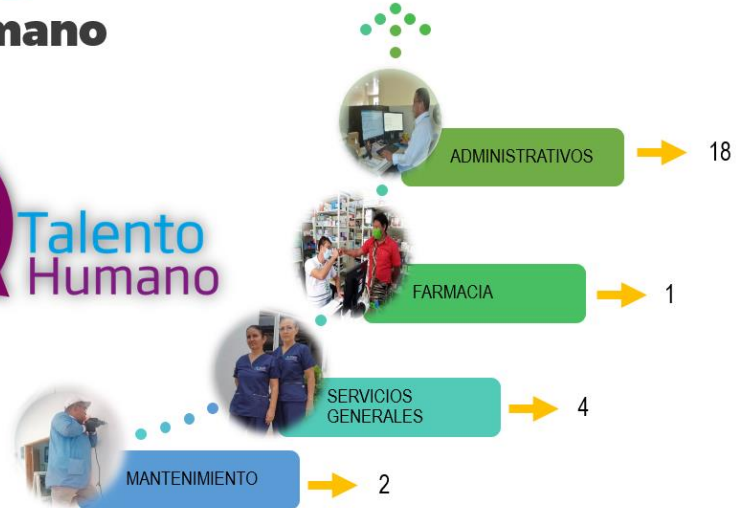 mano
ADMINISTRATIVOS
18
Talento
Humano
FARMACIA
1
SERVICIOS
GENERALES
4
MANTENIMIENTO
2